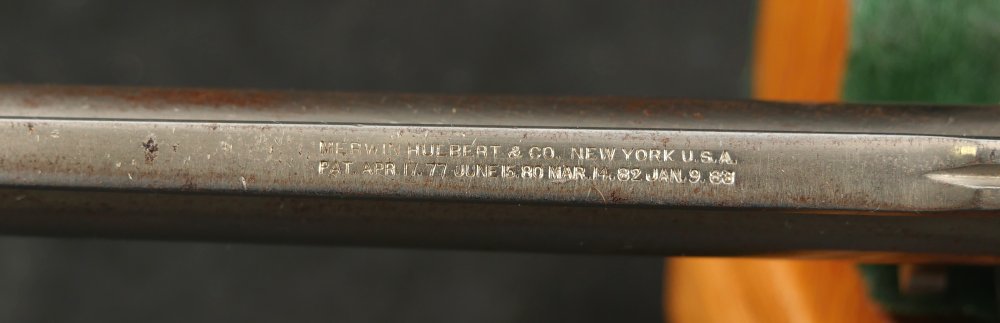 MERWIN HULBERT & CO. NEW YORK U.S.A.
PAT. APR. 17. 77 JUNE 15. 80 MAR. 14. 82 JAN. 9. 83